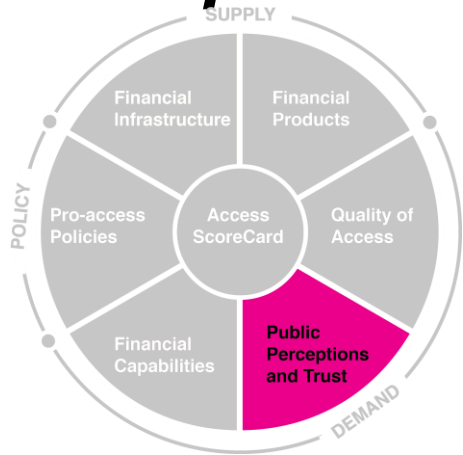 SUPPLY
Financial
Infrastructure
Financial
Products
POLICY
Pro-access
Policies
Access
ScoreCard
Quality of
Access
Financial
Capabilities
Public
Perceptions
and Trust
DEMAND